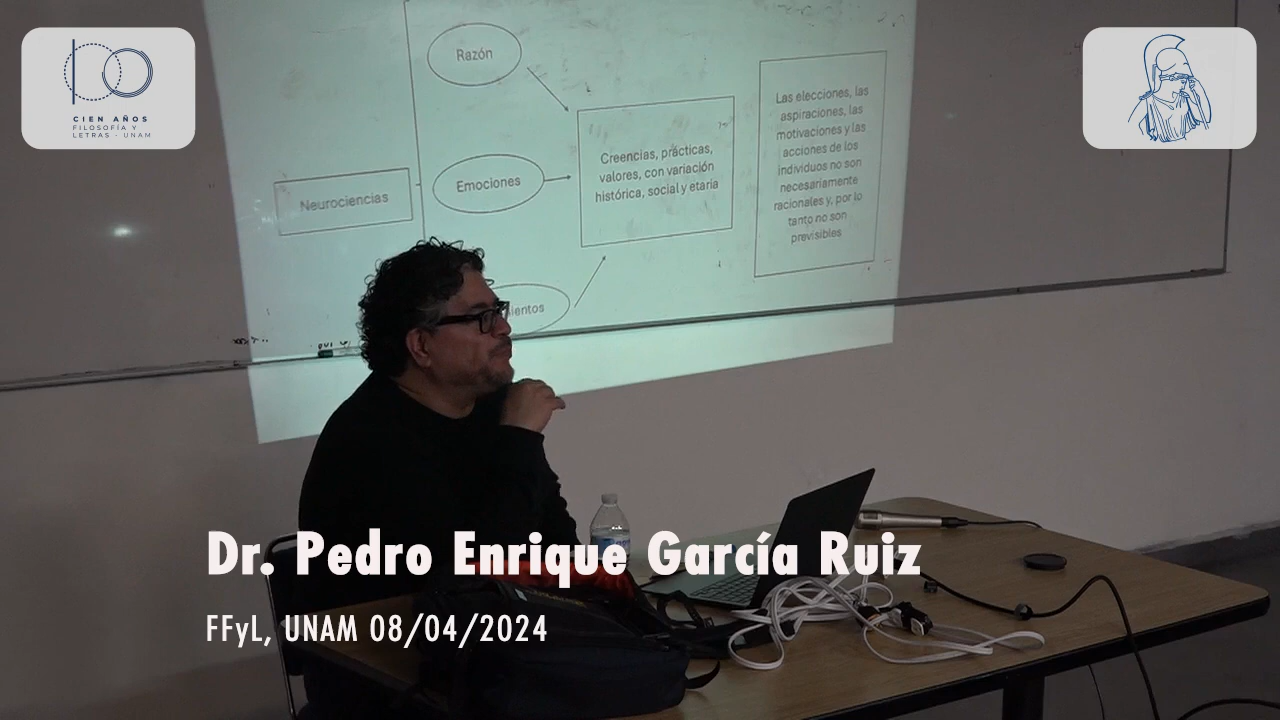 CIEN AÑOS
FILOSOFÍA Y
LETRAS - UNAM
Razón
Emociones
Neurociencias
Creencias, prácticas,
valores, con variación
histórica, social y etaria
Las elecciones, las
aspiraciones, las
motivaciones y las
acciones de los
individuos no son
necesariamente
racionales y, por lo
tanto no son
previsibles
Dr. Pedro Enrique García Ruiz
FFyL, UNAM 08/04/2024